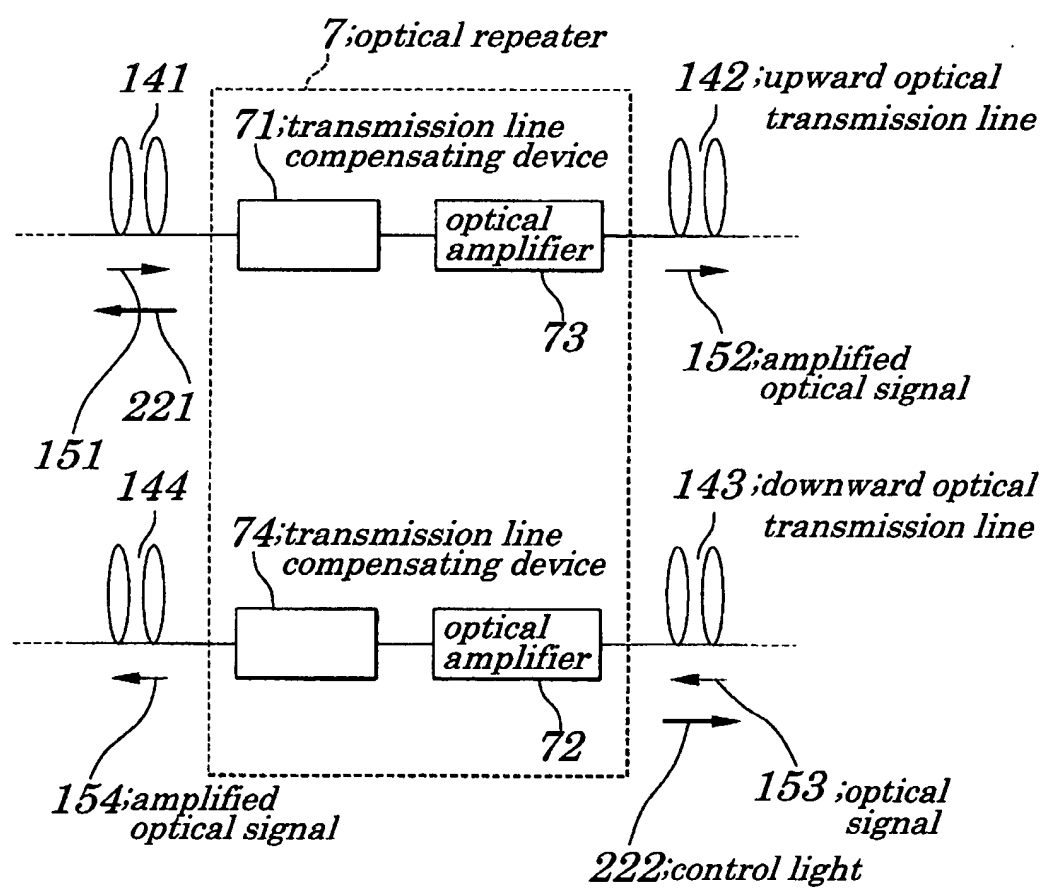 7;optical repeater
141
142;upward optical
transmission line
71;transmission line
compensating device
optical
amplifier
73
152;amplified
optical signal
221
151
144
143;downward optical
transmission line
74;transmission line
compensating device
optical
amplifier
72
154;amplified
optical signal
153;optical
signal
222;control light